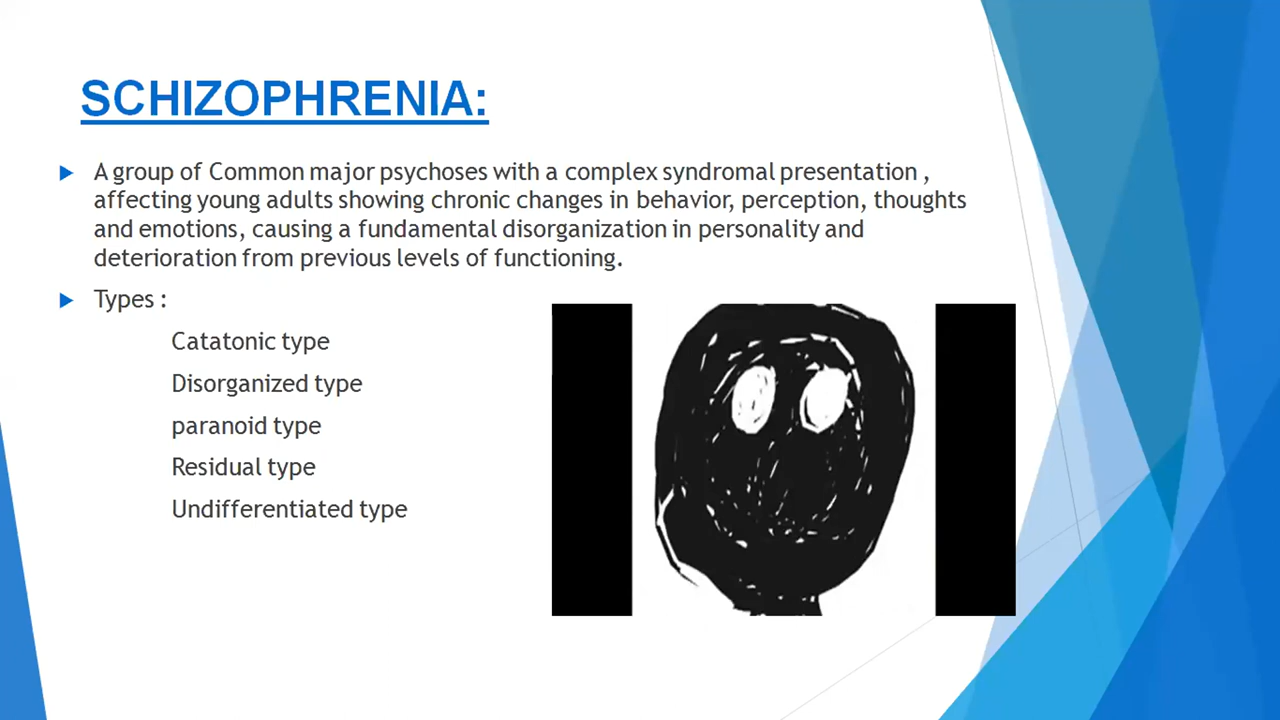 SCHIZOPHRENIA:
A group of Common major psychoses with a complex syndromal presentation ,
affecting young adults showing chronic changes in behavior, perception, thoughts
and emotions, causing a fundamental disorganization in personality and
deterioration from previous levels of functioning.
Types :
Catatonic type
Disorganized type
paranoid type
Residual type
Undifferentiated type